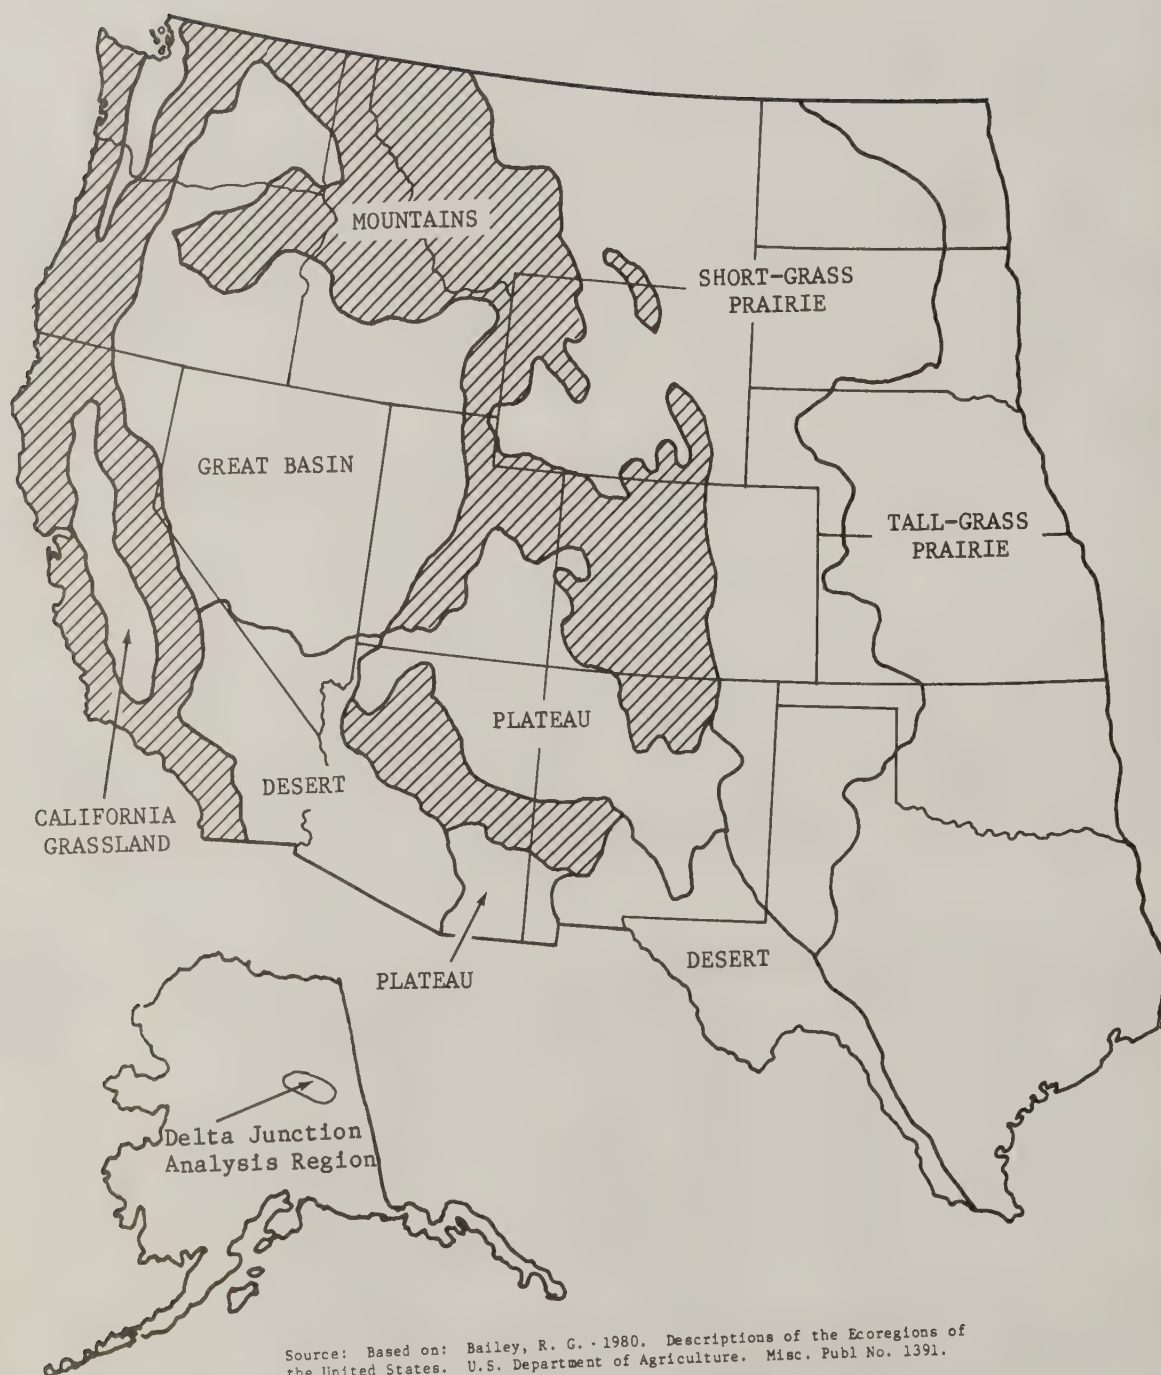 MOUNTAINS
SHORT-GRASS
PRAIRIE
GREAT BASIN
TALL-GRASS
PRAIRIE
PLATEAU
DESERT
CALIFORNIA
GRASSLAND
PLATEAU
DESERT
Delta Junction
Analysis Region
Source: Based on: Bailey, R. G. - 1980. Descriptions of the Ecoregions of
the United States. U.S. Department of Agriculture. Misc. Publ No. 1391.